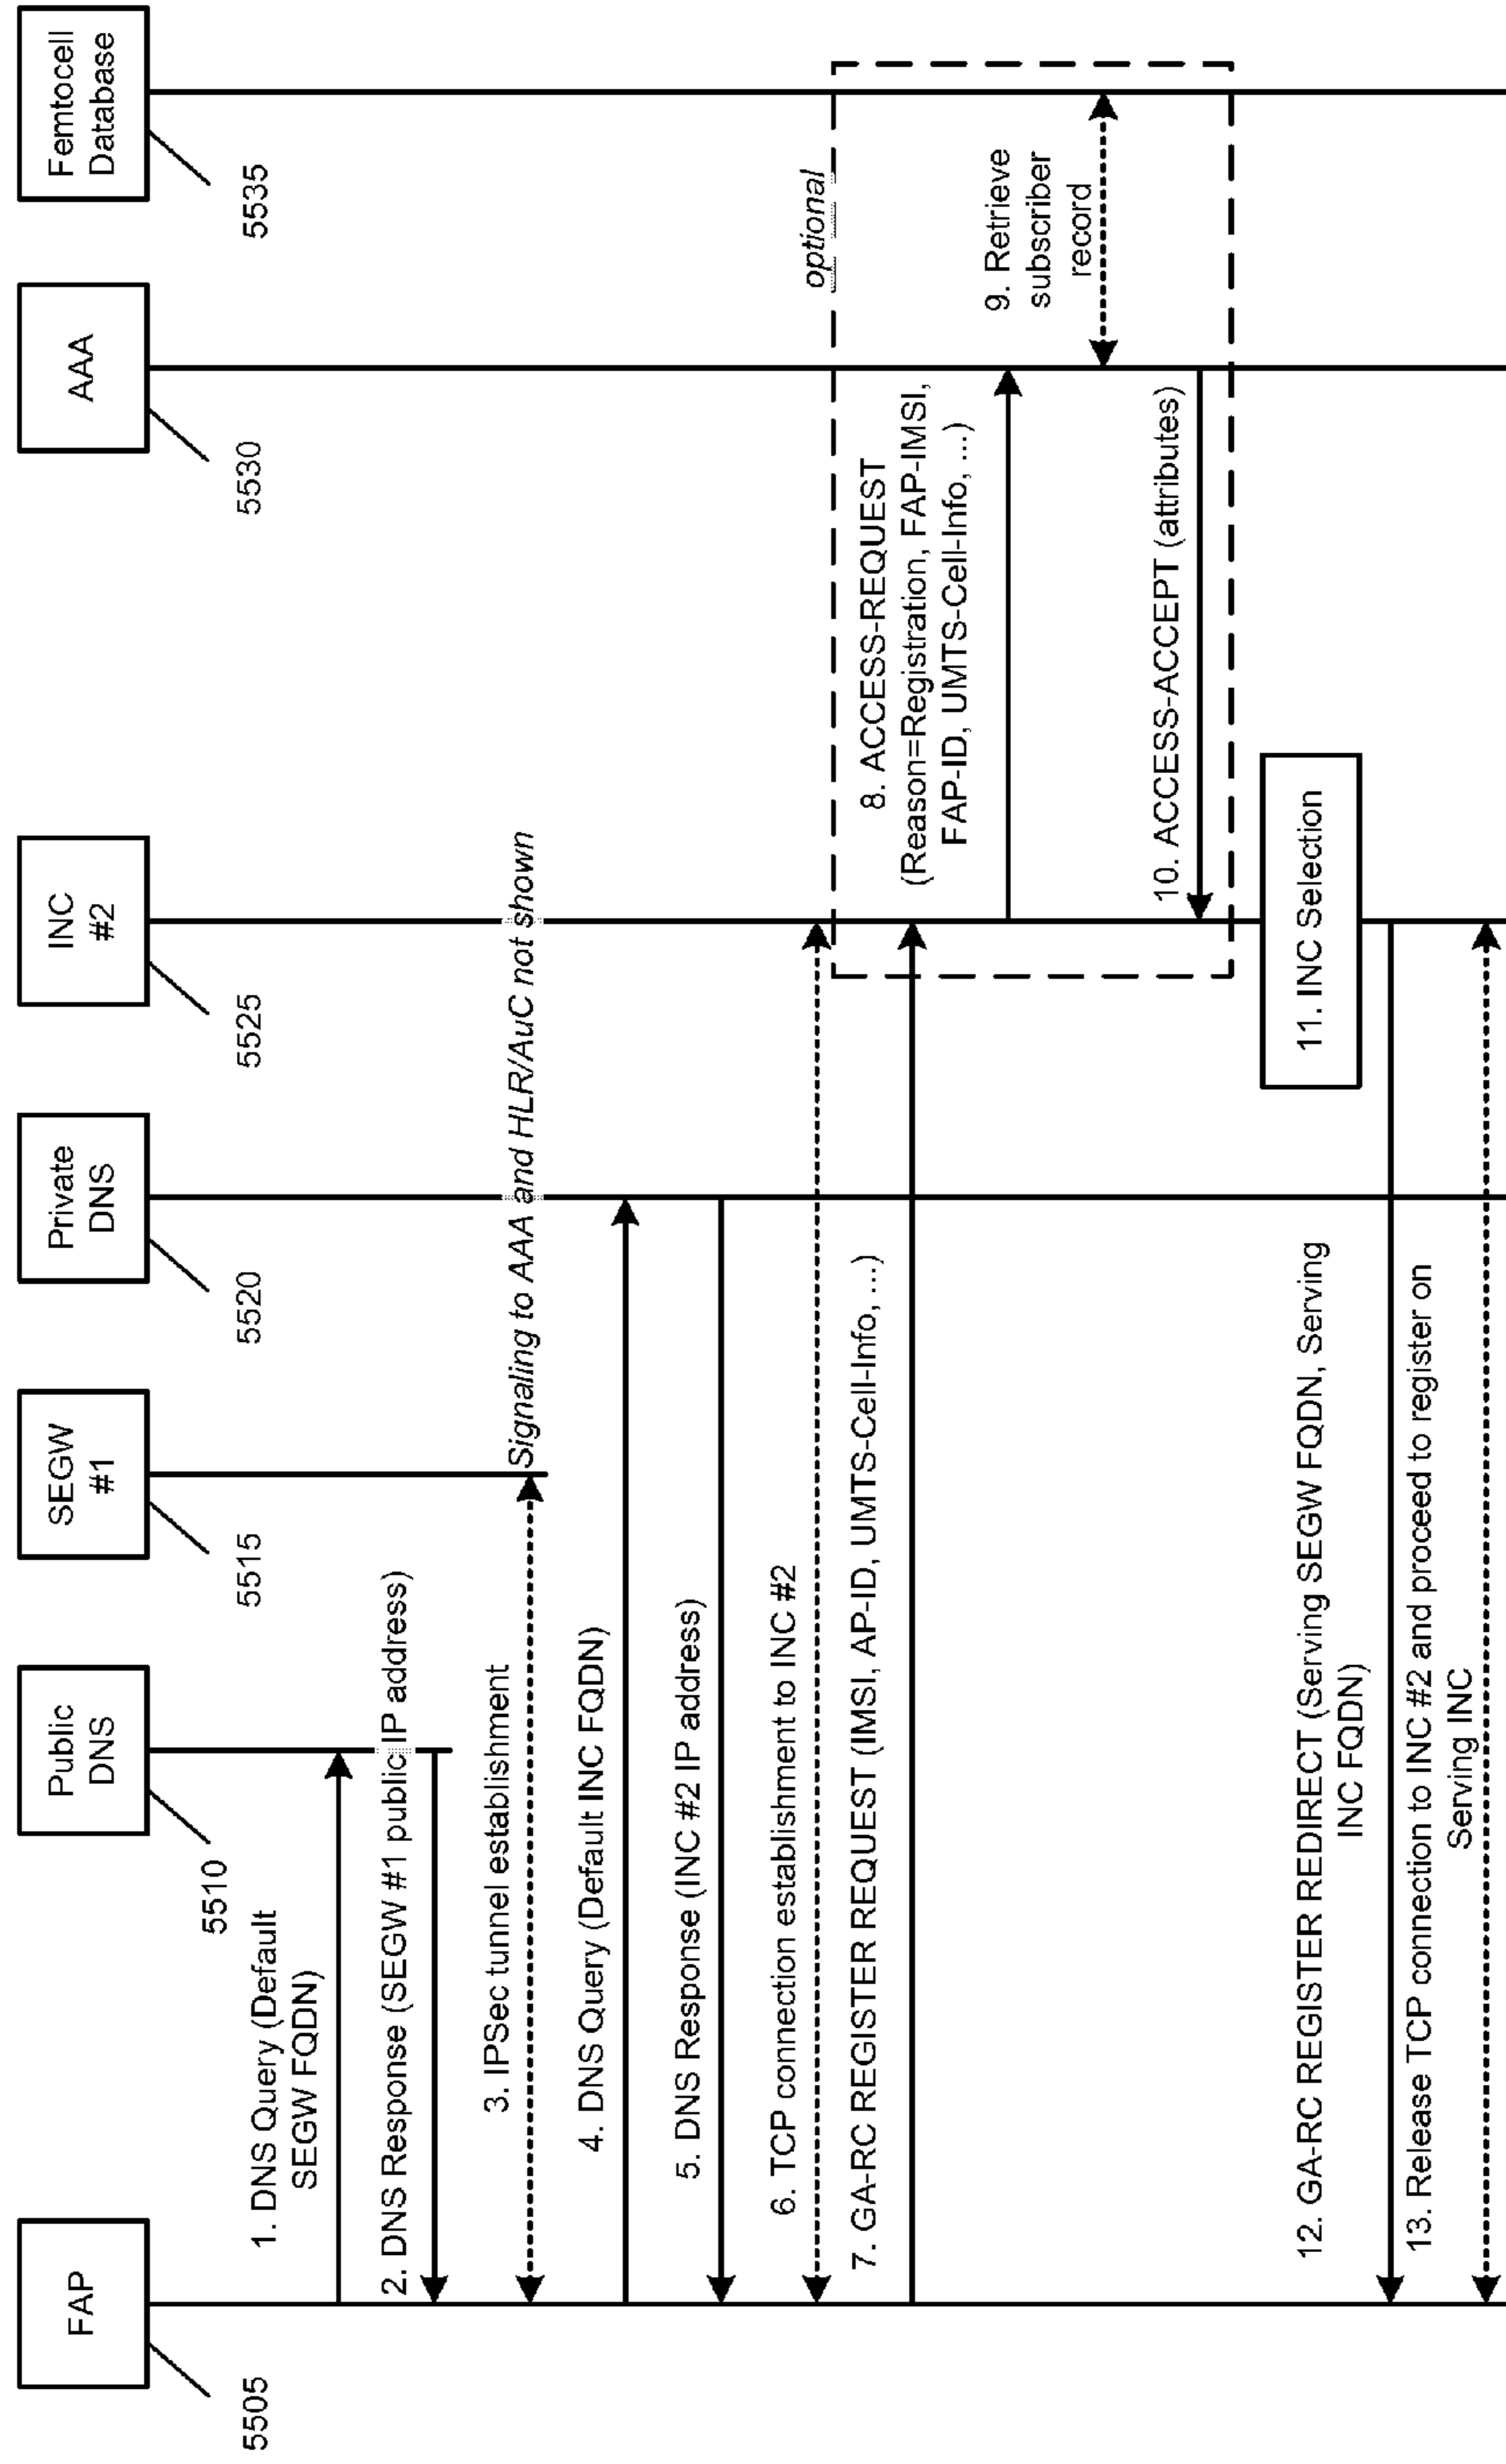 FAP
Public
DNS
SEGW
#1
Private
DNS
INC
#2
AAA
Femtocell
Database
5505
5510
5515
5520
5525
5530
5535
1. DNS Query (Default
SEGW FQDN)
2. DNS Response (SEGW #1 public IP address)
3. IPSec tunnel establishment
Signaling to AAA and HLR/AuC not shown
4. DNS Query (Default INC FQDN)
5. DNS Response (INC #2 IP address)
6. TCP connection establishment to INC #2
7. GA-RC REGISTER REQUEST (IMSI, AP-ID, UMTS-Cell-Info, ...)
optional
8. ACCESS-REQUEST
(Reason=Registration, FAP-IMSI,
FAP-ID, UMTS-Cell-Info, ...)
9. Retrieve
subscriber
record
10. ACCESS-ACCEPT (attributes)
11. INC Selection
12. GA-RC REGISTER REDIRECT (Serving SEGW FQDN, Serving
INC FQDN)
13. Release TCP connection to INC #2 and proceed to register on
Serving INC